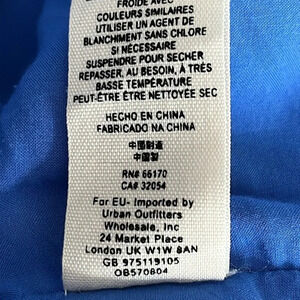 FROIDE AVEC
COULEURS SIMILAIRES
UTILISER UN AGENT DE
BLANCHIMENT SANS CHLORE
SI NÉCESSAIRE
SUSPENDRE POUR SECHER
REPASSER, AU BESOIN, À TRÈS
BASSE TEMPÉRATURE
PEUT-ÊTRE ÊTRE NETTOYÉE SEC
HECHO EN CHINA
FABRICADO NA CHINA
中国制造
中國製
RN# 66170
CA# 32054
For EU- Imported by
Urban Outfitters
Wholesale, Inc
24 Market Place
London UK W1W 8AN
GB 975119105
OB570804